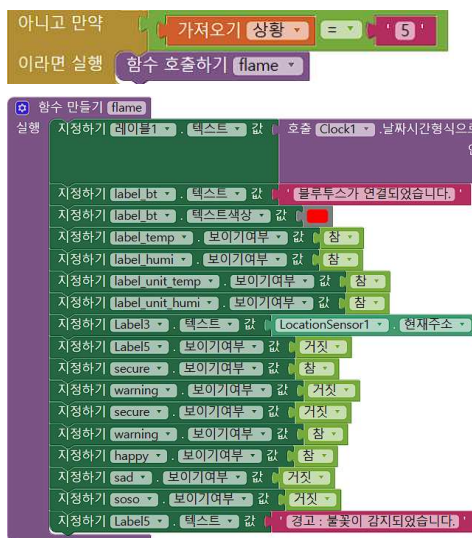 아니고 만약 가져오기 상황 = ' 5 '
이라면 실행 함수 호출하기 flame
함수 만들기 flame
실행 지정하기 레이블1 . 텍스트 값 호출 Clock1 .날짜시간형식으로
지정하기 label_bt . 텍스트 값 ' 블루투스가 연결되었습니다. '
지정하기 label_bt . 텍스트색상 값
지정하기 label_temp . 보이기여부 값 참
지정하기 label_humi . 보이기여부 값 참
지정하기 label_unit_temp . 보이기여부 값 참
지정하기 label_unit_humi . 보이기여부 값 참
지정하기 Label3 . 텍스트 값 LocationSensor1 . 현재주소
지정하기 Label5 . 보이기여부 값 거짓
지정하기 secure . 보이기여부 값 참
지정하기 warning . 보이기여부 값 거짓
지정하기 secure . 보이기여부 값 거짓
지정하기 warning . 보이기여부 값 참
지정하기 happy . 보이기여부 값 참
지정하기 sad . 보이기여부 값 거짓
지정하기 soso . 보이기여부 값 거짓
지정하기 Label5 . 텍스트 값 ' 경고 : 불꽃이 감지되었습니다. '